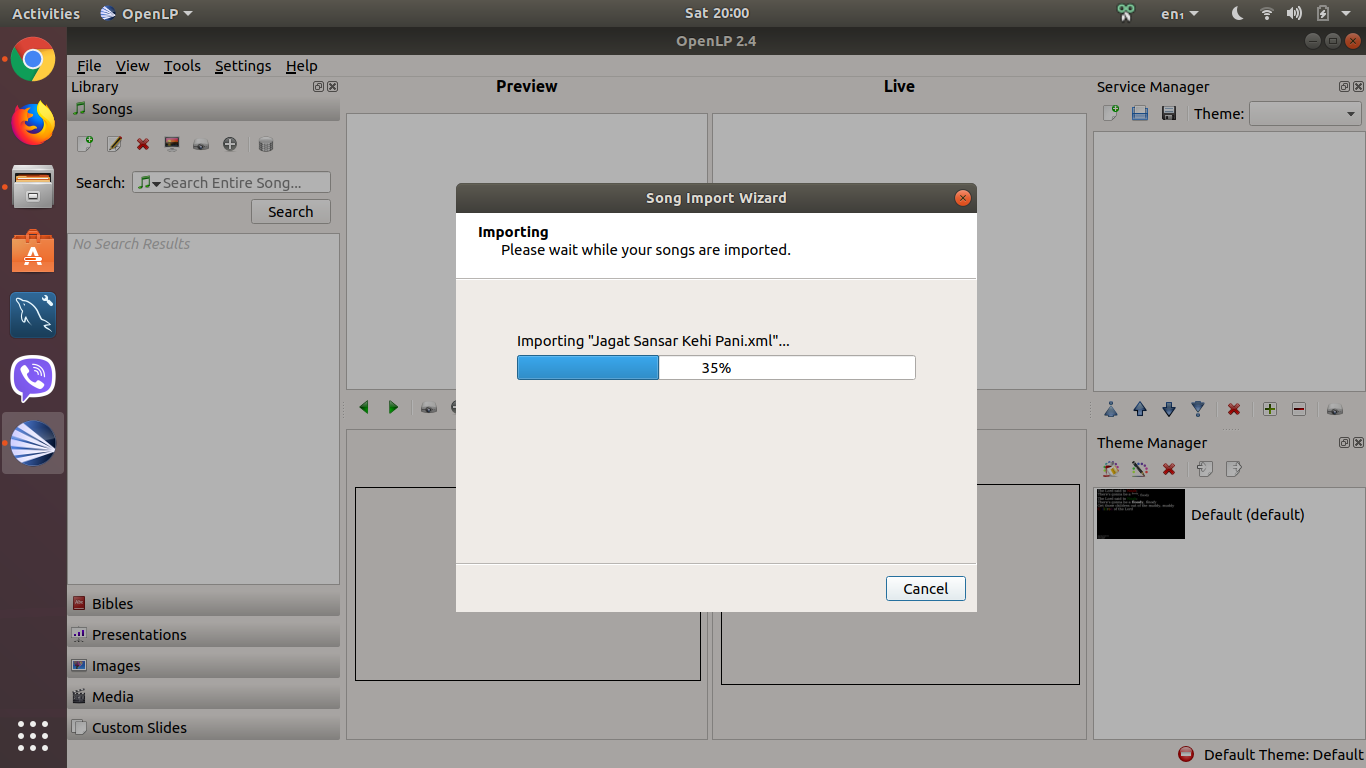 Activities
OpenLP
Sat 20:00
en₁
OpenLP 2.4
File View Tools Settings Help
Library
Songs
Search:
Search Entire Song...
Search
No Search Results
Bibles
Presentations
Images
Media
Custom Slides
Preview
Live
Song Import Wizard
Importing
Please wait while your songs are imported.
Importing "Jagat Sansar Kehi Pani.xml"...
35%
Cancel
Service Manager
Theme:
Theme Manager
Default (default)
Default Theme: Default